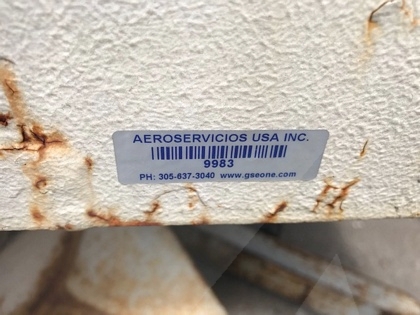 AEROSERVICIOS USA INC.
9983
PH: 305-637-3040 www.gseone.com